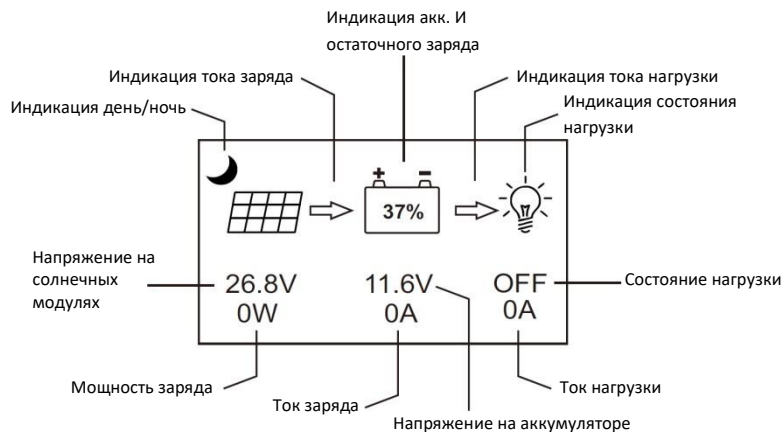 Индикация акк. И
остаточного заряда
Индикация тока заряда
Индикация тока нагрузки
Индикация день/ночь
Индикация состояния
нагрузки
+ -
37%
Напряжение на
солнечных
модулях
26.8V 11.6V OFF
0W 0A 0A
Состояние нагрузки
Мощность заряда
Ток заряда
Напряжение на аккумуляторе
Ток нагрузки